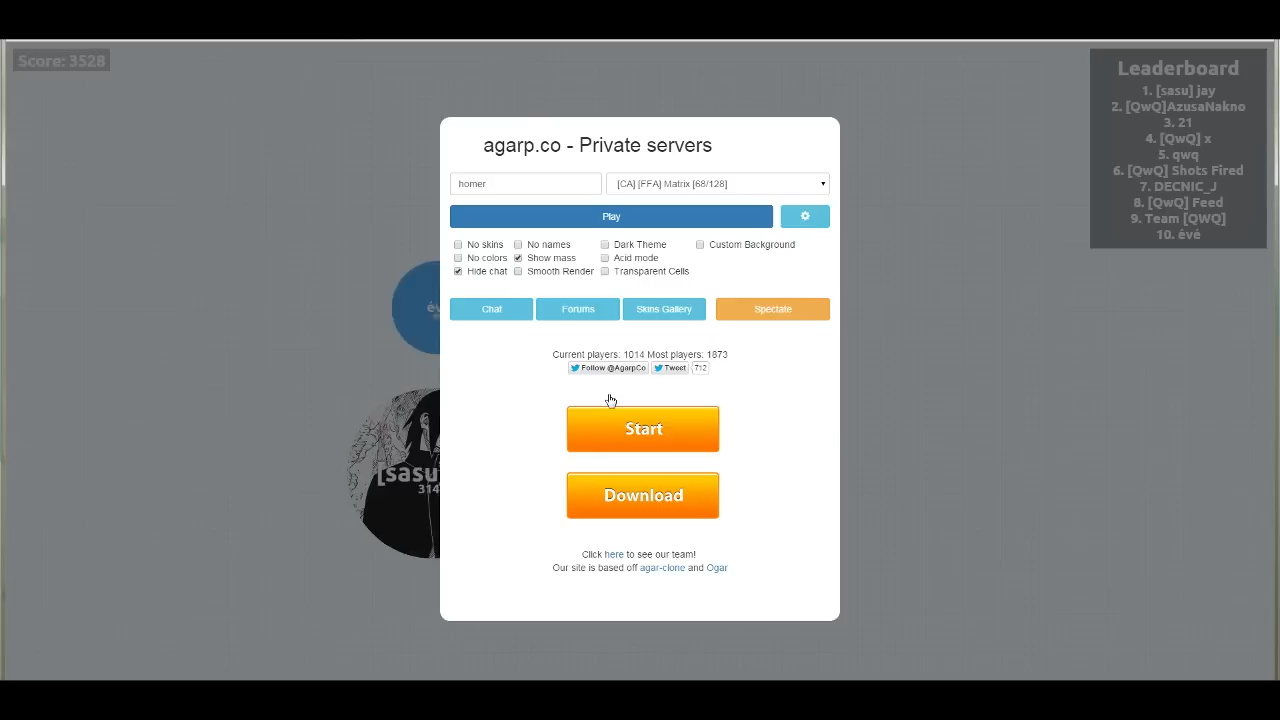 Score: 3528
Leaderboard
1. [sasu] jay
2. [QwQ]AzusaNakno
3. 21
4. [QwQ] x
5. qwq
6. [QwQ] Shots Fired
7. DECNIC_J
8. [QwQ] Feed
9. Team [QWQ]
10. évé
agarp.co - Private servers
homer
[CA] [FFA] Matrix [68/128]
Play
No skins No names Dark Theme Custom Background
No colors Show mass Acid mode
Hide chat Smooth Render Transparent Cells
Chat Forums Skins Gallery Spectate
Current players: 1014 Most players: 1873
Follow @AgarpCo Tweet 712
Start
Download
Click here to see our team!
Our site is based off agar-clone and Ogar
év
[sasu
314